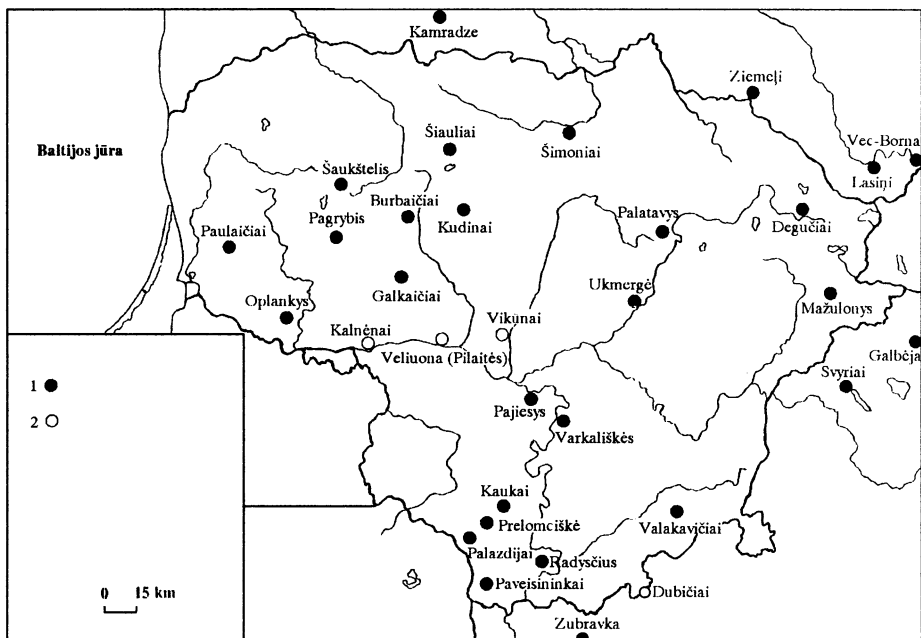 Kamradze
Ziemeļi
Baltijos jūra
Šiauliai
Šimoniai
Vec-Borna
Lasiņi
Šaukštelis
Burbaičiai
Kudinai
Pagrybis
Paulaičiai
Palatavys
Degučiai
Galkaičiai
Ukmergė
Mažulonys
Oplankys
Kalnėnai
Vikūnai
Veliuona (Pilaitės)
Galbėja
Svyriai
1
2
Pajiesys
Varkališkės
Kaukai
Prelomciškė
Valakavičiai
Palazdijai
Radysčius
Paveisininkai
Dubičiai
0 15 km
Zubravka